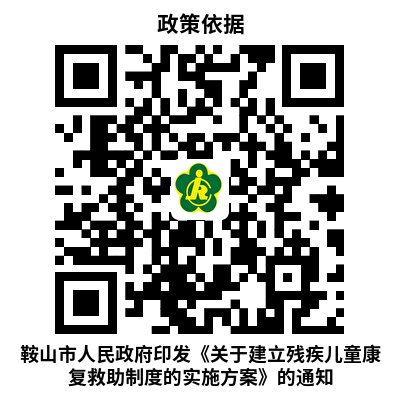 政策依据
鞍山市人民政府印发《关于建立残疾儿童康
复救助制度的实施方案》的通知